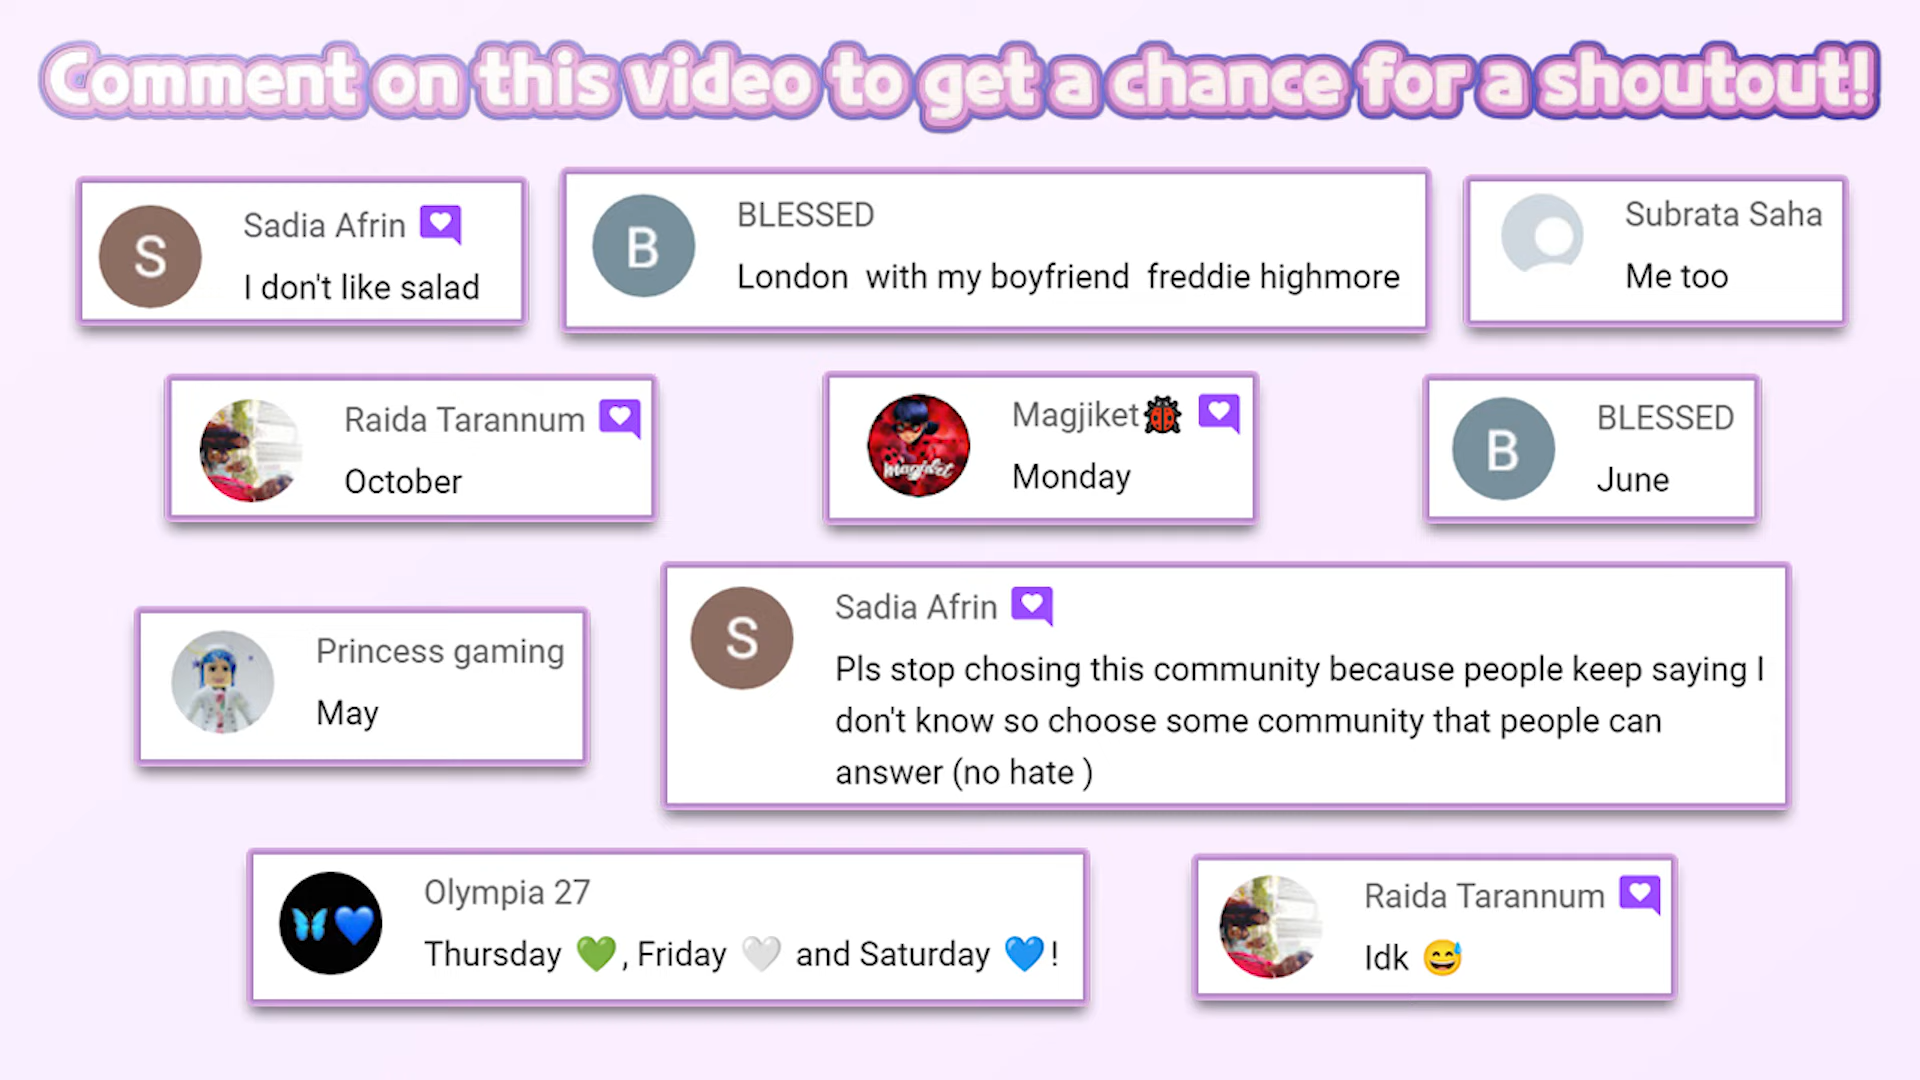 Comment on this video to get a chance for a shoutout!
S
Sadia Afrin
I don't like salad
B
BLESSED
London  with my boyfriend  freddie highmore
Subrata Saha
Me too
Raida Tarannum
October
Magjiket🐞
Magjiket
Monday
B
BLESSED
June
Princess gaming
May
S
Sadia Afrin
Pls stop chosing this community because people keep saying I
don't know so choose some community that people can
answer (no hate )
🦋💙
Olympia 27
Thursday 💚, Friday 🤍 and Saturday 💙!
Raida Tarannum
Idk 😅